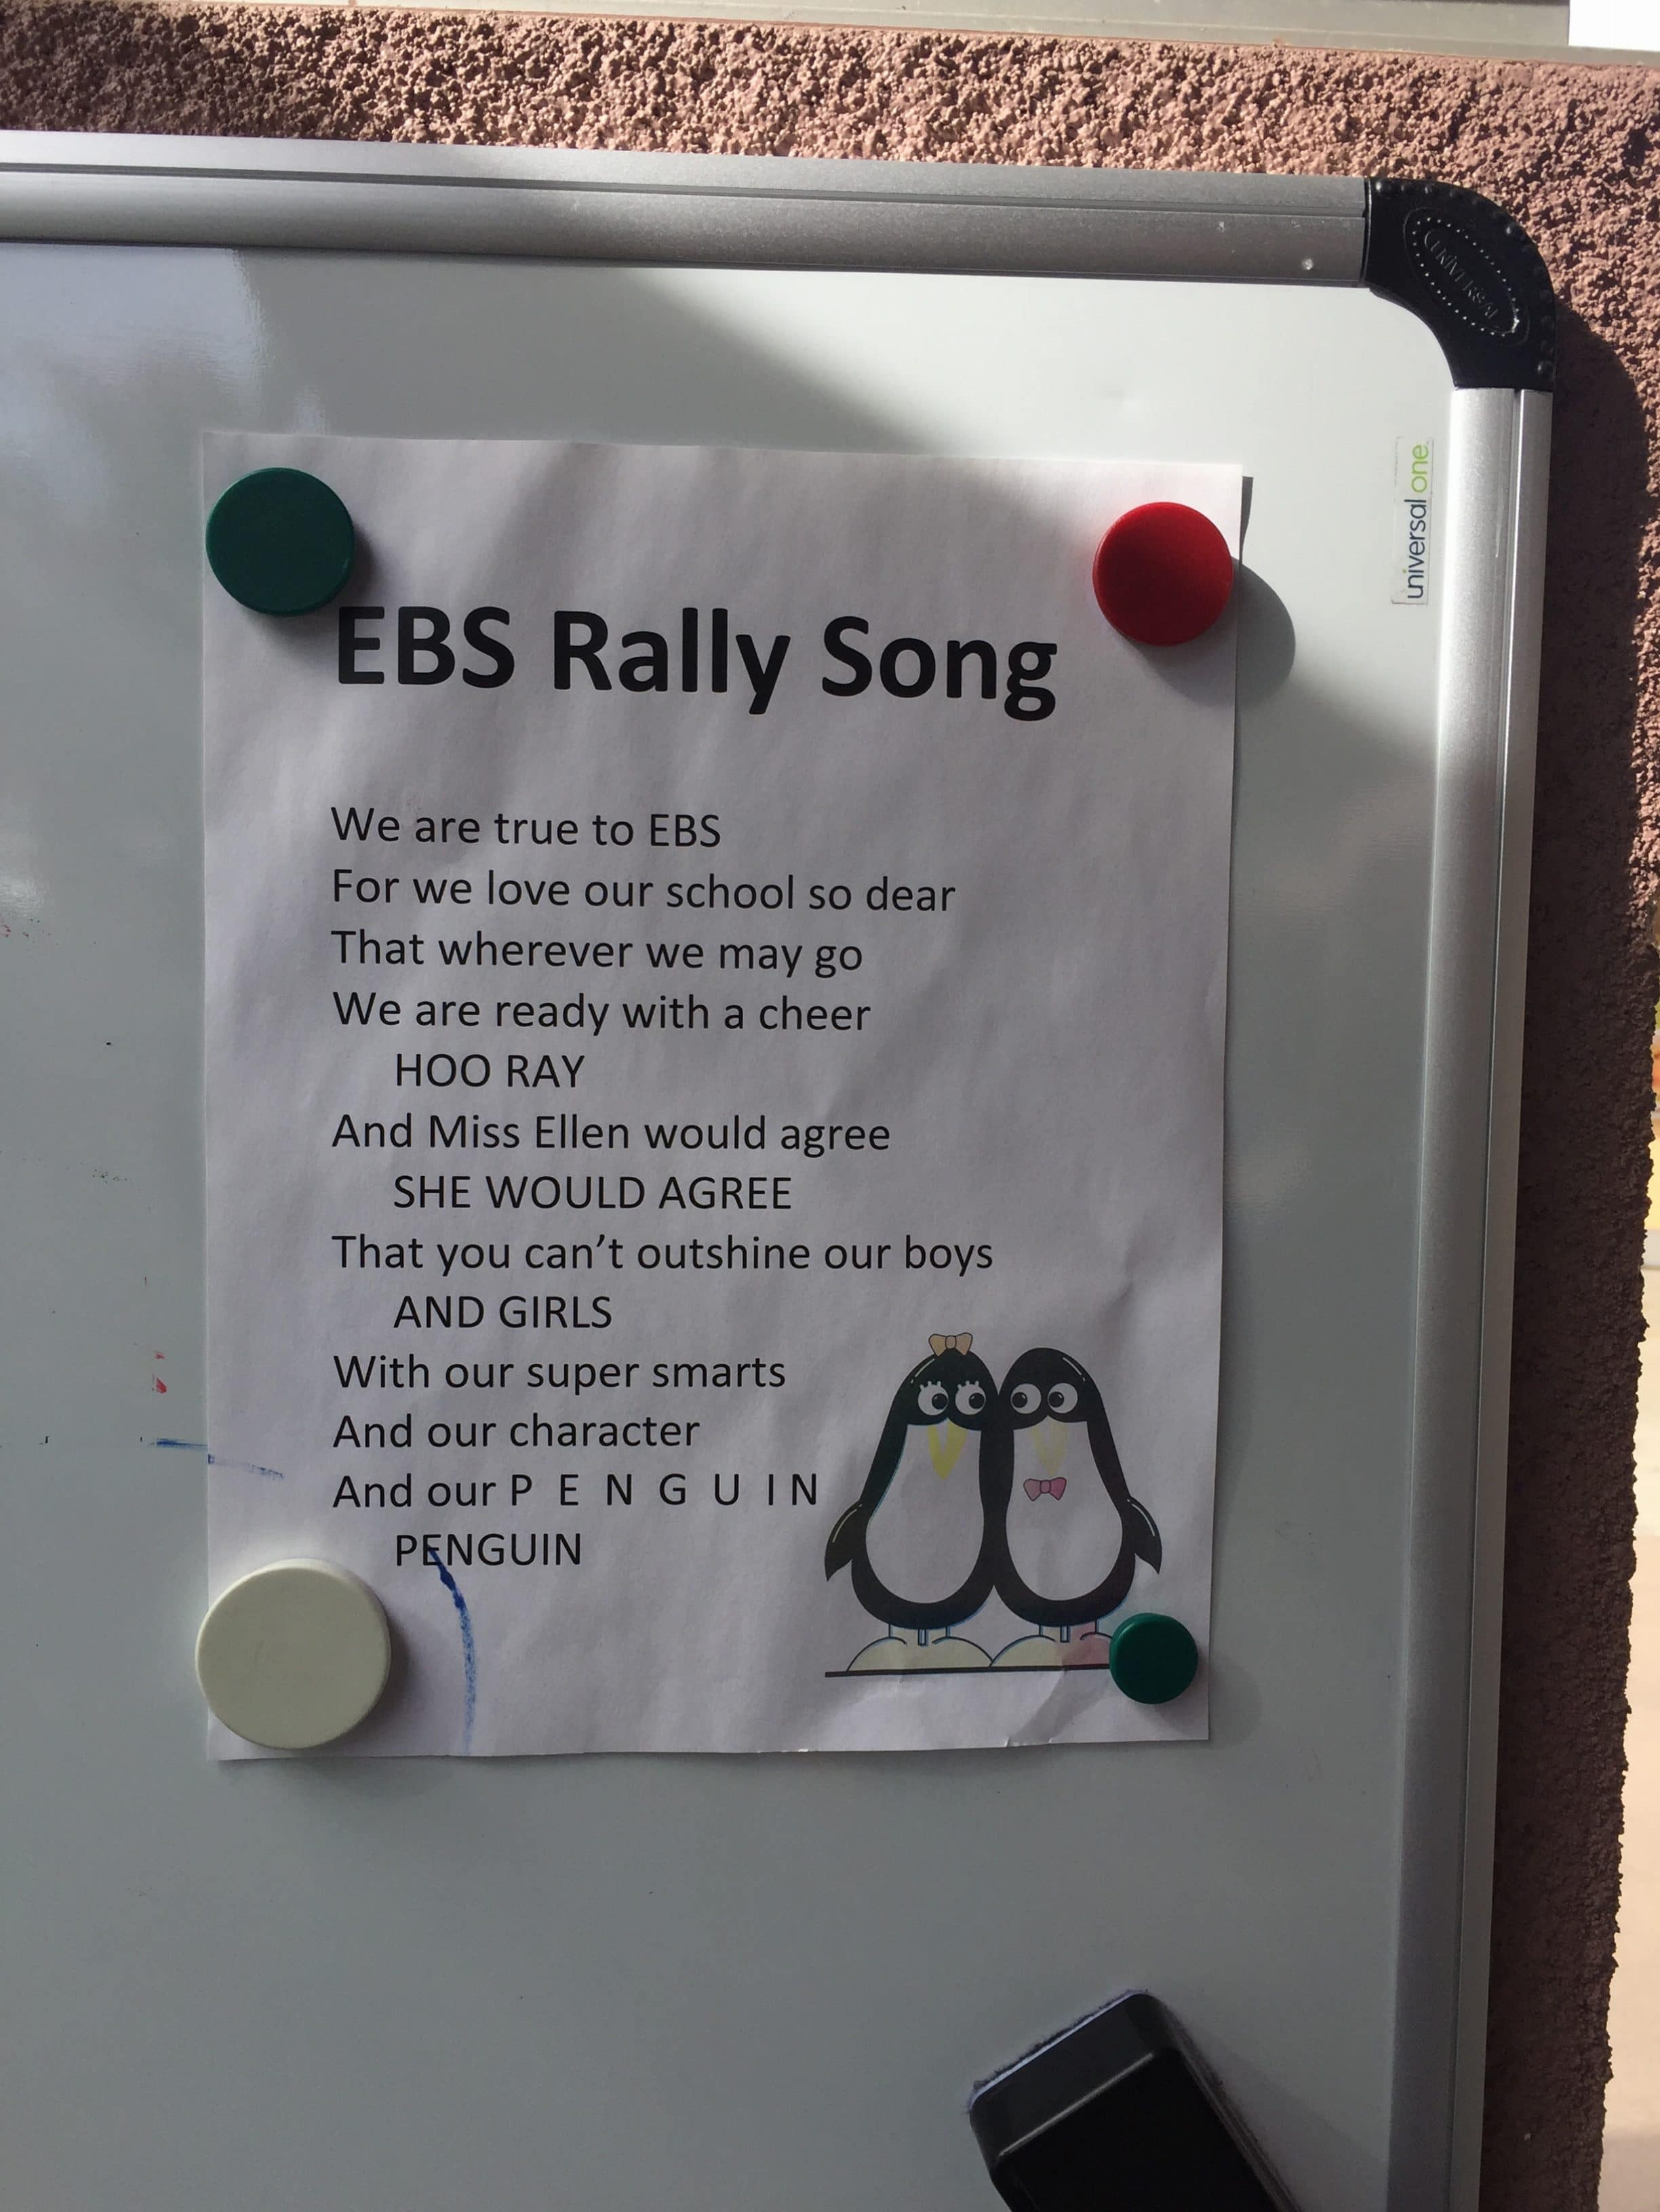 EBS Rally Song
We are true to EBS
For we love our school so dear
That wherever we may go
We are ready with a cheer
HOO RAY
And Miss Ellen would agree
SHE WOULD AGREE
That you can't outshine our boys
AND GIRLS
With our super smarts
And our character
And our P E N G U I N
PENGUIN
universal one
UNIVERSAL